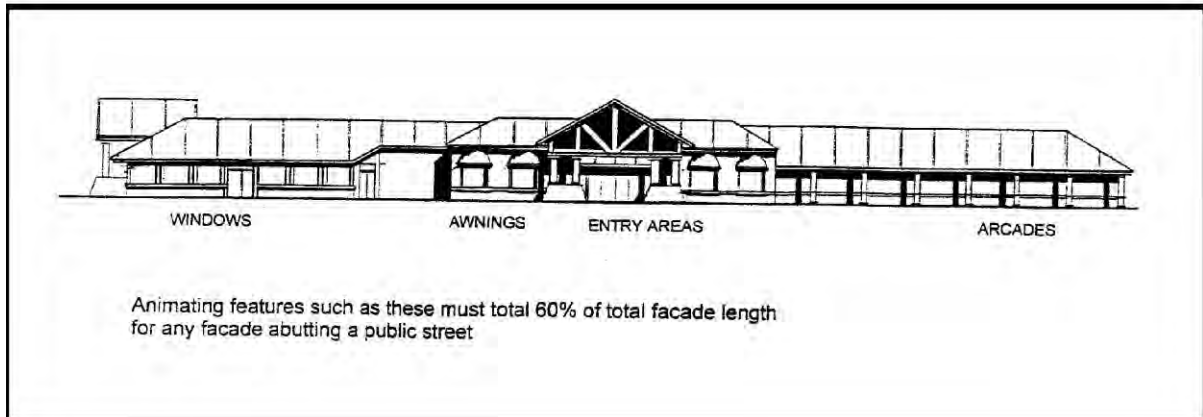 WINDOWS AWNINGS ENTRY AREAS ARCADES
Animating features such as these must total 60% of total facade length
for any facade abutting a public street